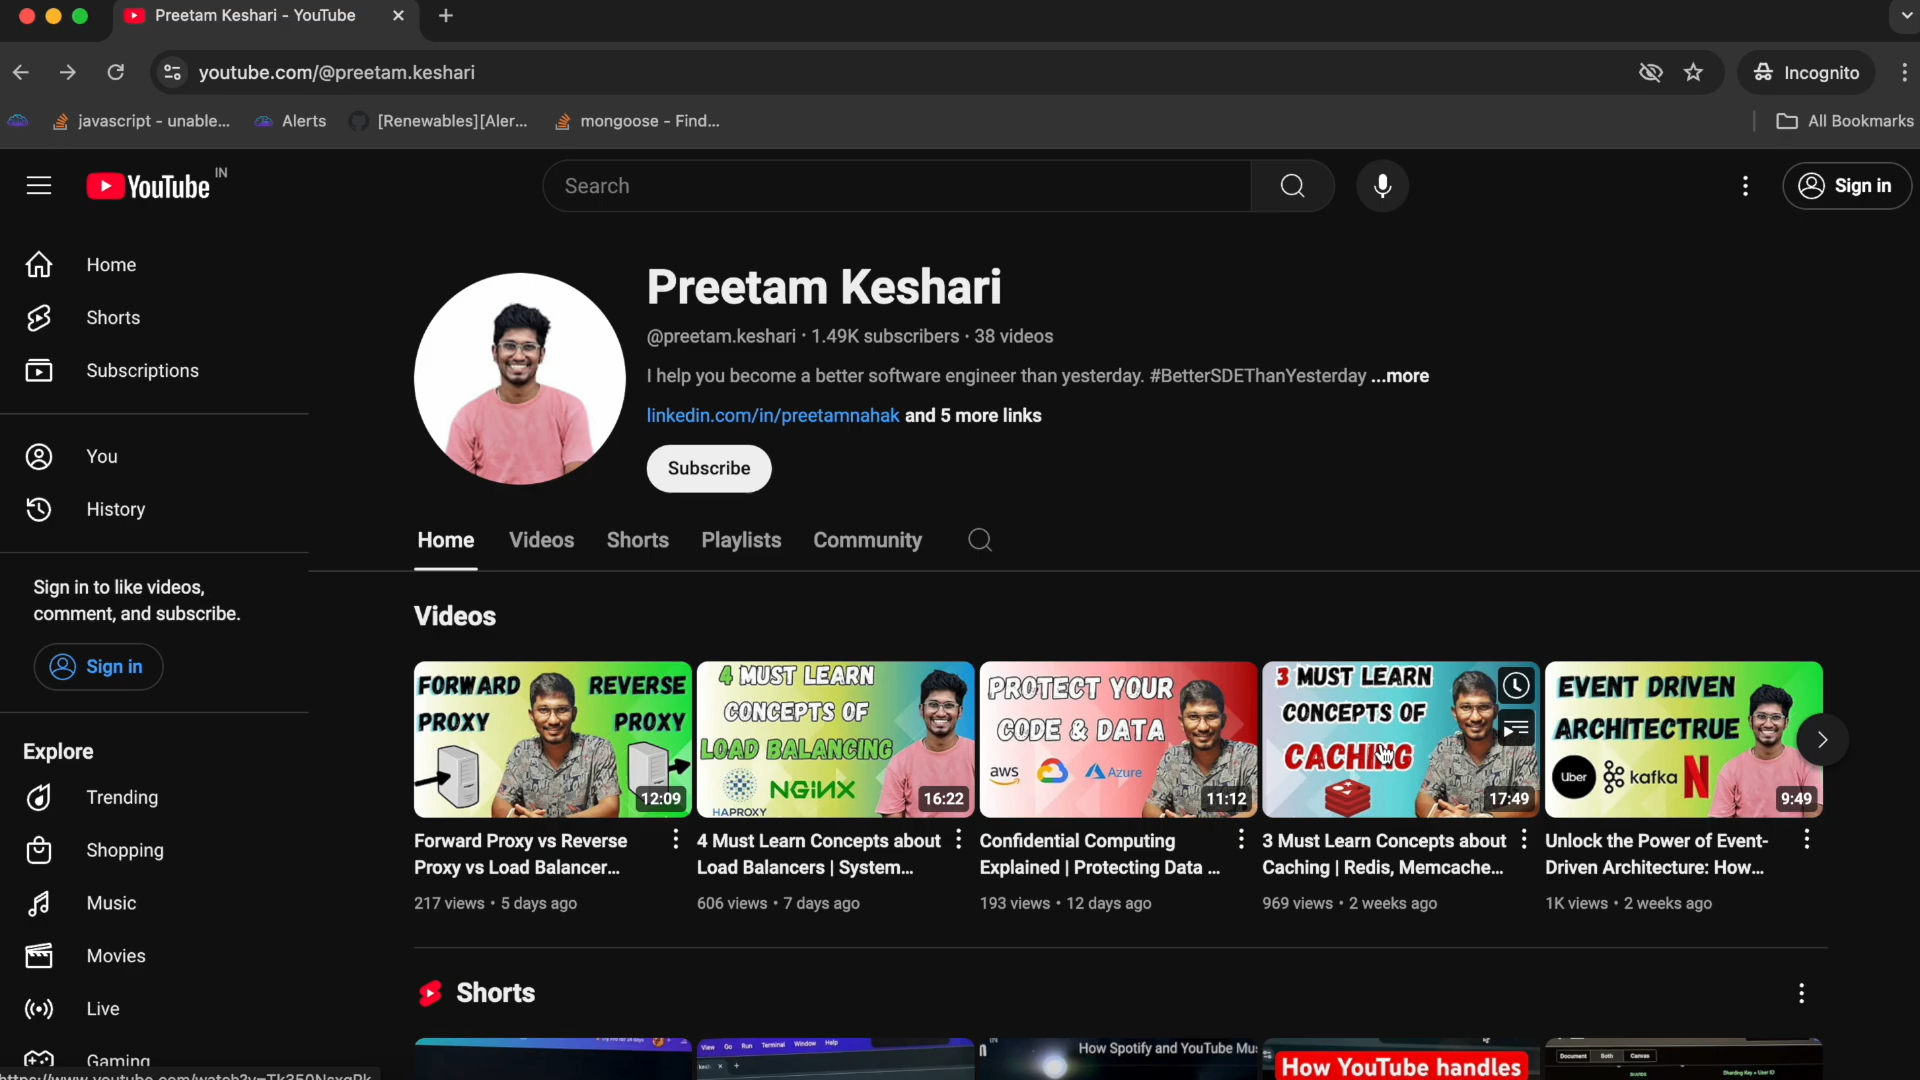 Preetam Keshari - YouTube
youtube.com/@preetam.keshari
Incognito
javascript - unable...
Alerts
[Renewables][Aler...
mongoose - Find...
All Bookmarks
YouTube IN
Search
Sign in
Home
Shorts
Subscriptions
You
History
Sign in to like videos,
comment, and subscribe.
Sign in
Explore
Trending
Shopping
Music
Movies
Live
Gaming
Preetam Keshari
@preetam.keshari · 1.49K subscribers · 38 videos
I help you become a better software engineer than yesterday. #BetterSDEThanYesterday ...more
linkedin.com/in/preetamnahak and 5 more links
Subscribe
Home Videos Shorts Playlists Community
Videos
FORWARD REVERSE
PROXY PROXY
12:09
Forward Proxy vs Reverse
Proxy vs Load Balancer...
217 views • 5 days ago
4 MUST LEARN
CONCEPTS OF
LOAD BALANCING
NGINX
HAPROXY
16:22
4 Must Learn Concepts about
Load Balancers | System...
606 views • 7 days ago
PROTECT YOUR
CODE & DATA
aws Azure
11:12
Confidential Computing
Explained | Protecting Data ...
193 views • 12 days ago
3 MUST LEARN
CONCEPTS OF
CACHING
17:49
3 Must Learn Concepts about
Caching | Redis, Memcache...
969 views • 2 weeks ago
EVENT DRIVEN
ARCHITECTRUE
Uber kafka N
9:49
Unlock the Power of Event-
Driven Architecture: How...
1K views • 2 weeks ago
Shorts
View Go Run Terminal Window Help
How Spotify and YouTube Mu
How YouTube handles
Document Both Canvas